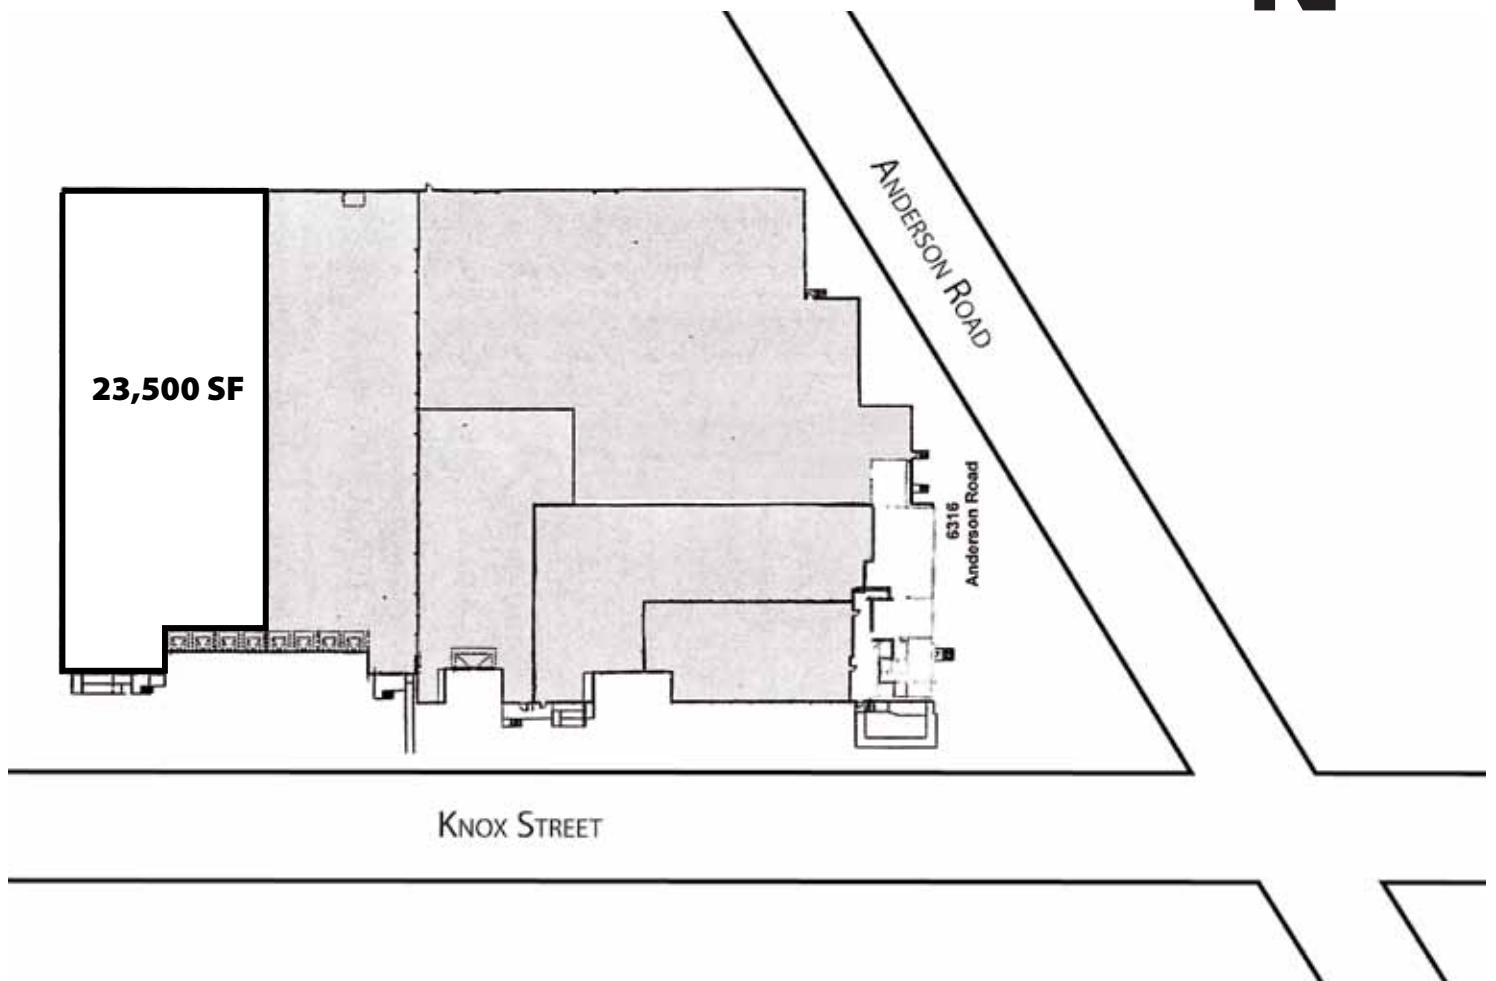 N
ANDERSON ROAD
23,500 SF
6316
Anderson Road
KNOX STREET